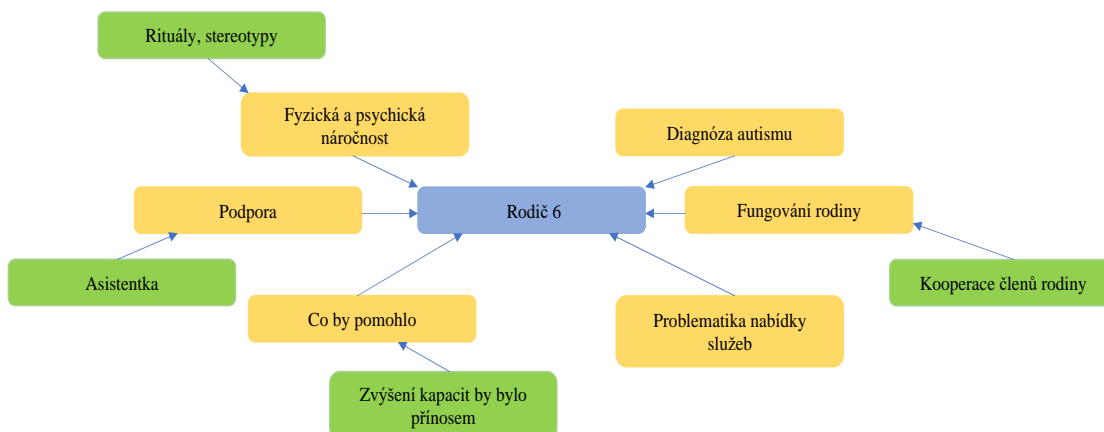 Rituály, stereotypy
Fyzická a psychická
náročnost
Diagnóza autismu
Podpora
Rodič 6
Fungování rodiny
Asistentka
Kooperace členů rodiny
Co by pomohlo
Problematika nabídky
služeb
Zvýšení kapacit by bylo
přínosem